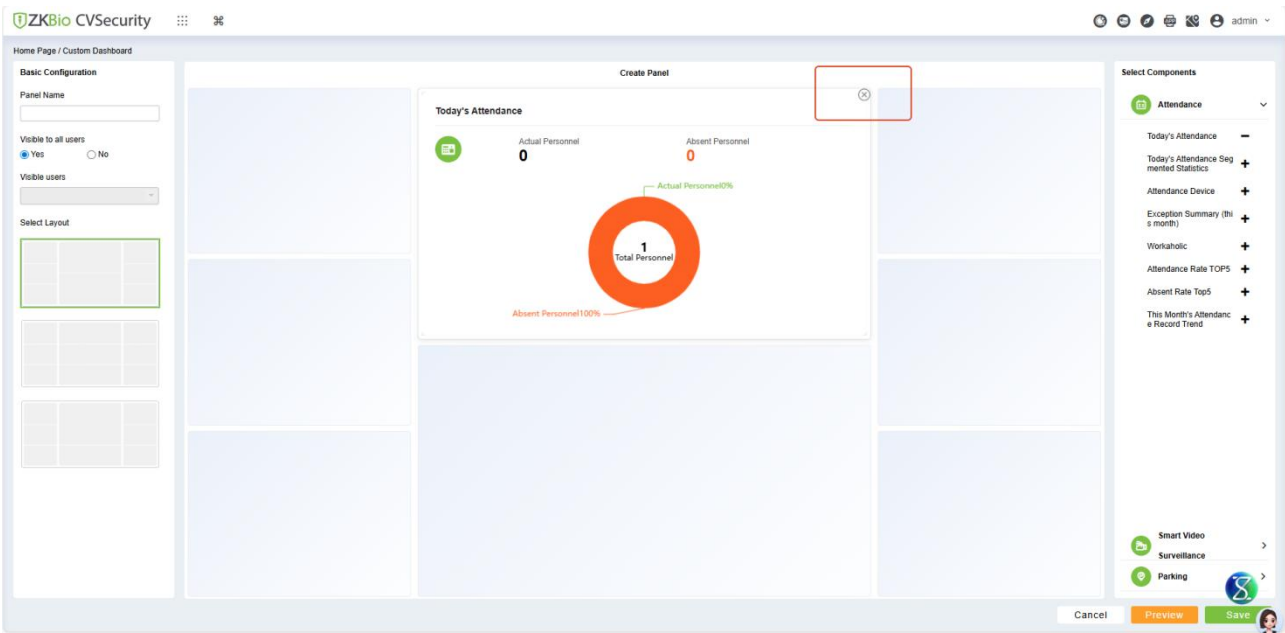 ZKBio CVSecurity
admin
Home Page / Custom Dashboard
Basic Configuration
Panel Name
Visible to all users
Yes
No
Visible users
Select Layout
Create Panel
Today's Attendance
Actual Personnel
0
Absent Personnel
0
Actual Personnel0%
1
Total Personnel
Absent Personnel100%
Select Components
Attendance
Today's Attendance
Today's Attendance Seg
mented Statistics
Attendance Device
Exception Summary (thi
s month)
Workaholic
Attendance Rate TOP5
Absent Rate Top5
This Month's Attendanc
e Record Trend
Smart Video
Surveillance
Parking
Cancel
Preview
Save